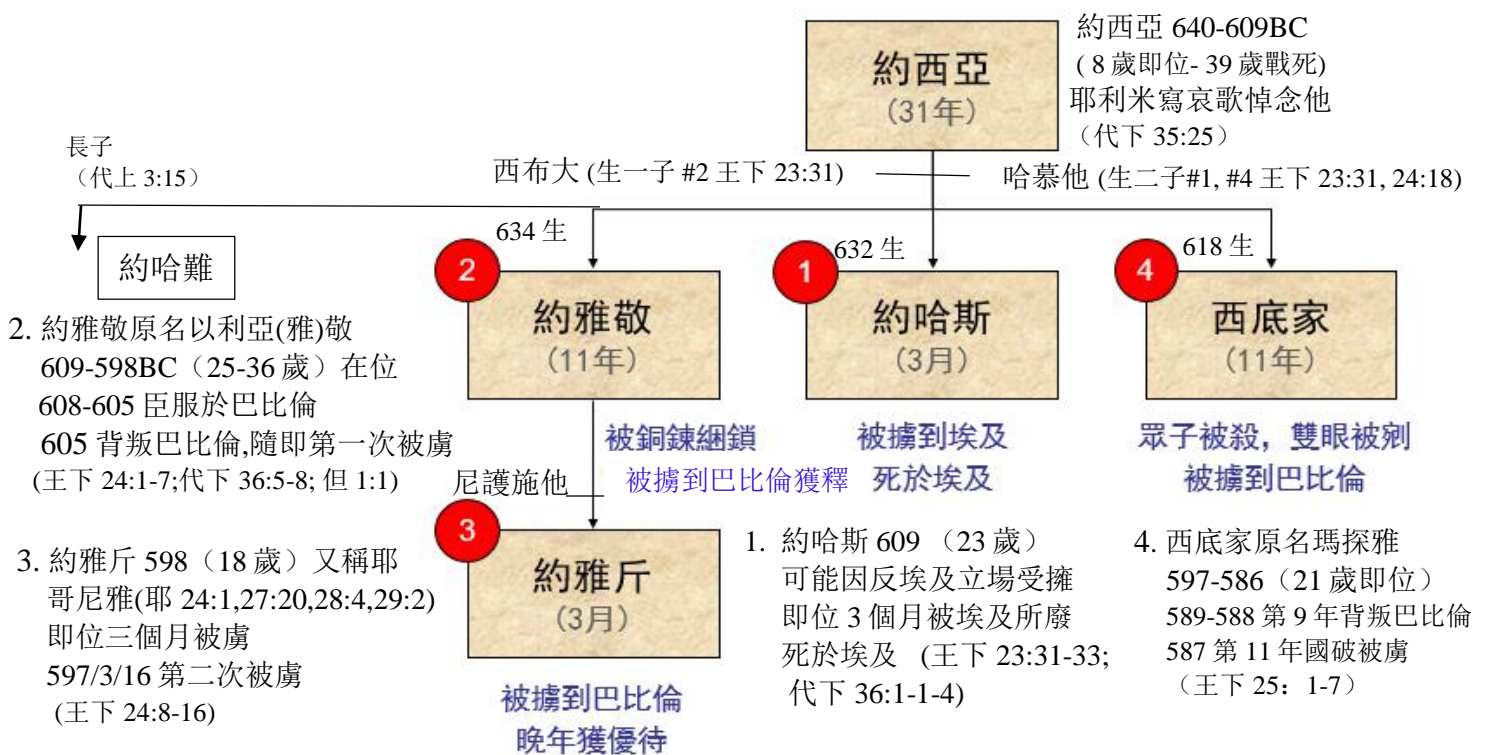 約西亞
(31年)
約西亞 640-609BC
( 8 歲即位- 39 歲戰死)
耶利米寫哀歌悼念他
（代下 35:25）
長子
（代上 3:15）
西布大 (生一子 #2 王下 23:31)
哈慕他 (生二子#1, #4 王下 23:31, 24:18)
約哈難
634 生
2
約雅敬
(11年)
632 生
1
約哈斯
(3月)
618 生
4
西底家
(11年)
2. 約雅敬原名以利亞(雅)敬
609-598BC（25-36 歲）在位
608-605 臣服於巴比倫
605 背叛巴比倫,隨即第一次被虜
(王下 24:1-7;代下 36:5-8; 但 1:1)
被銅鍊綑鎖
被擄到巴比倫獲釋
被擄到埃及
死於埃及
眾子被殺，雙眼被剜
被擄到巴比倫
尼護施他
3
約雅斤
(3月)
被擄到巴比倫
晚年獲優待
3. 約雅斤 598（18 歲）又稱耶
哥尼雅(耶 24:1,27:20,28:4,29:2)
即位三個月被虜
597/3/16 第二次被虜
(王下 24:8-16)
1. 約哈斯 609 （23 歲）
可能因反埃及立場受擁
即位 3 個月被埃及所廢
死於埃及 (王下 23:31-33;
代下 36:1-1-4)
4. 西底家原名瑪探雅
597-586（21 歲即位）
589-588 第 9 年背叛巴比倫
587 第 11 年國破被虜
（王下 25：1-7）